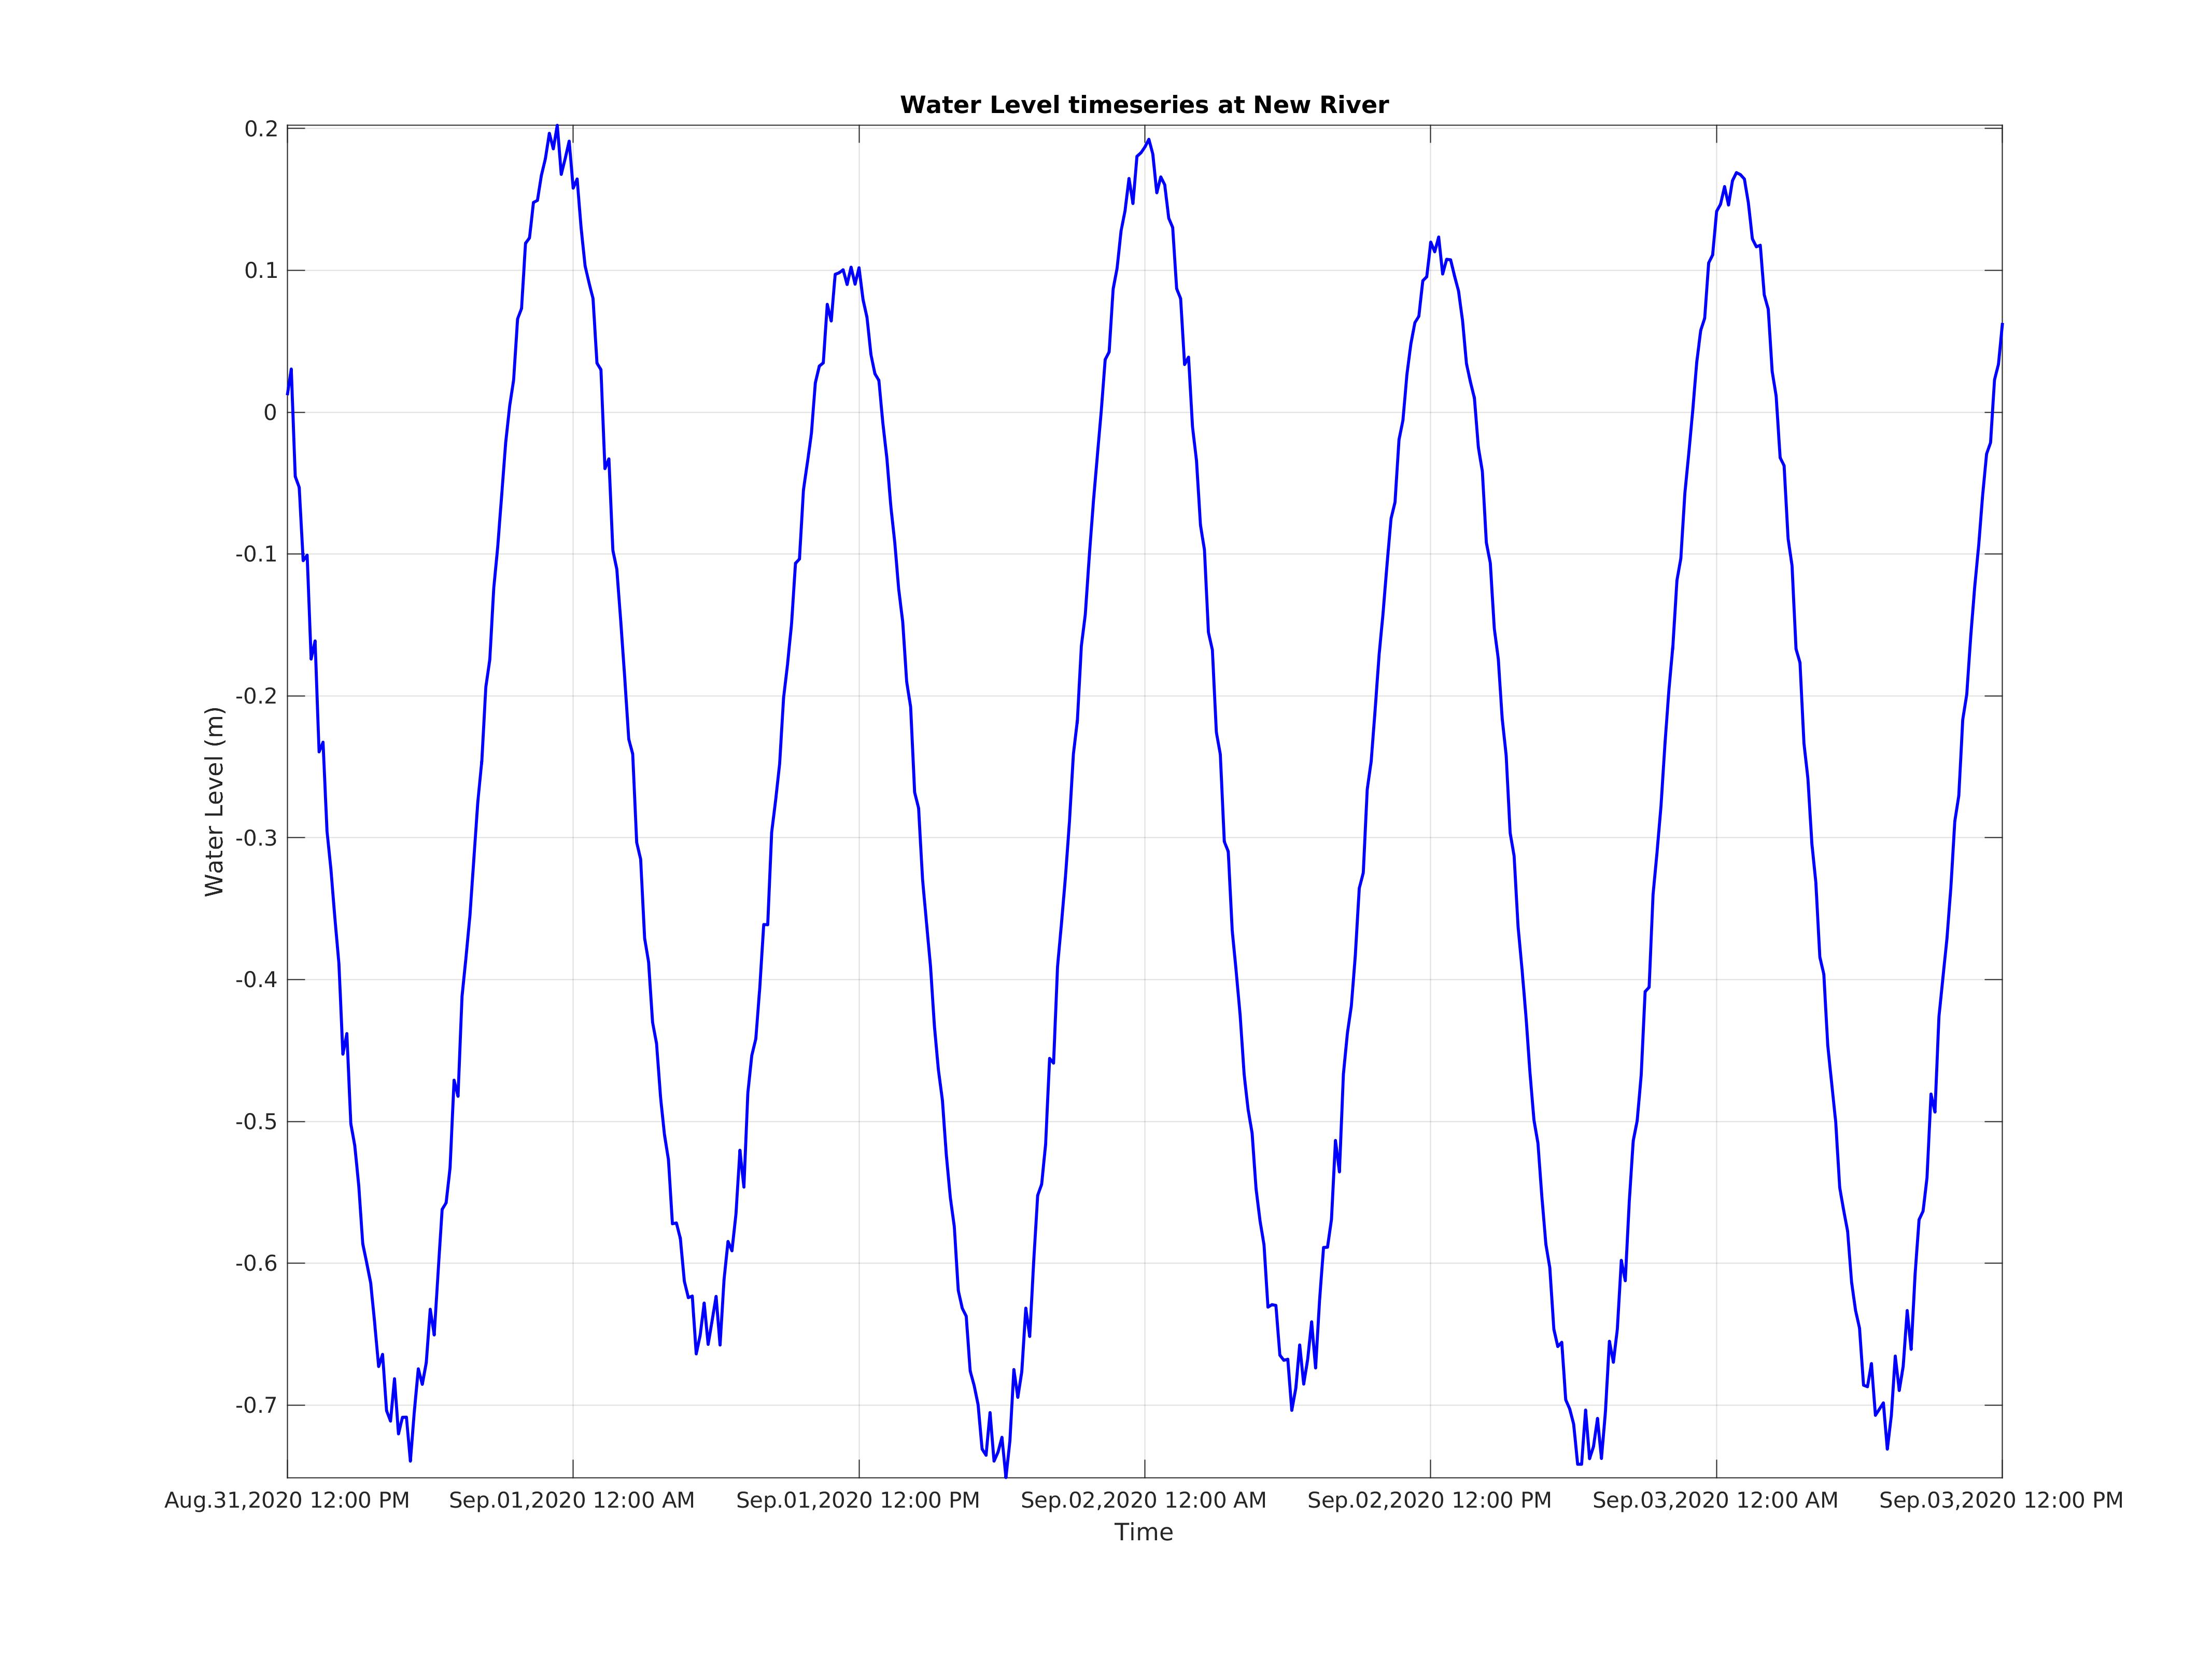 Water Level timeseries at New River
0.2
0.1
0
-0.1
-0.2
-0.3
-0.4
-0.5
-0.6
-0.7
Water Level (m)
Aug.31,2020 12:00 PM
Sep.01,2020 12:00 AM
Sep.01,2020 12:00 PM
Sep.02,2020 12:00 AM
Sep.02,2020 12:00 PM
Sep.03,2020 12:00 AM
Sep.03,2020 12:00 PM
Time